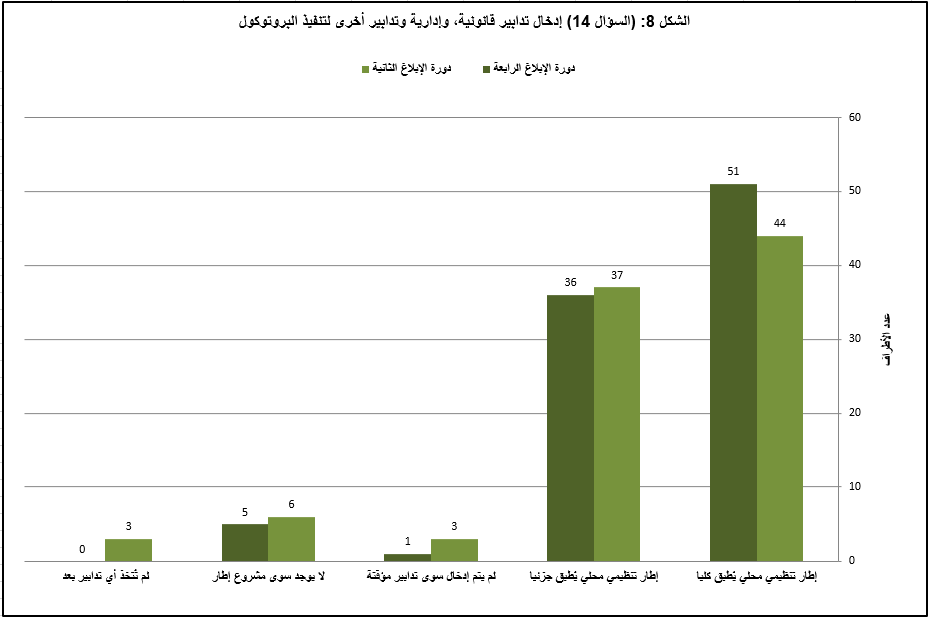 الشكل 8: (السؤال 14) إدخال تدابير قانونية، وإدارية وتدابير أخرى لتنفيذ البروتوكول
دورة الإبلاغ الرابعة
دورة الإبلاغ الثانية
60
50
40
30
20
10
0
عدد الأطراف
44
51
37
36
3
1
6
5
3
0
إطار تنظيمي محلي يُطبق كليا
إطار تنظيمي محلي يُطبق جزئيا
لم يتم إدخال سوى تدابير مؤقتة
لا يوجد سوى مشروع إطار
لم تُتخذ أي تدابير بعد